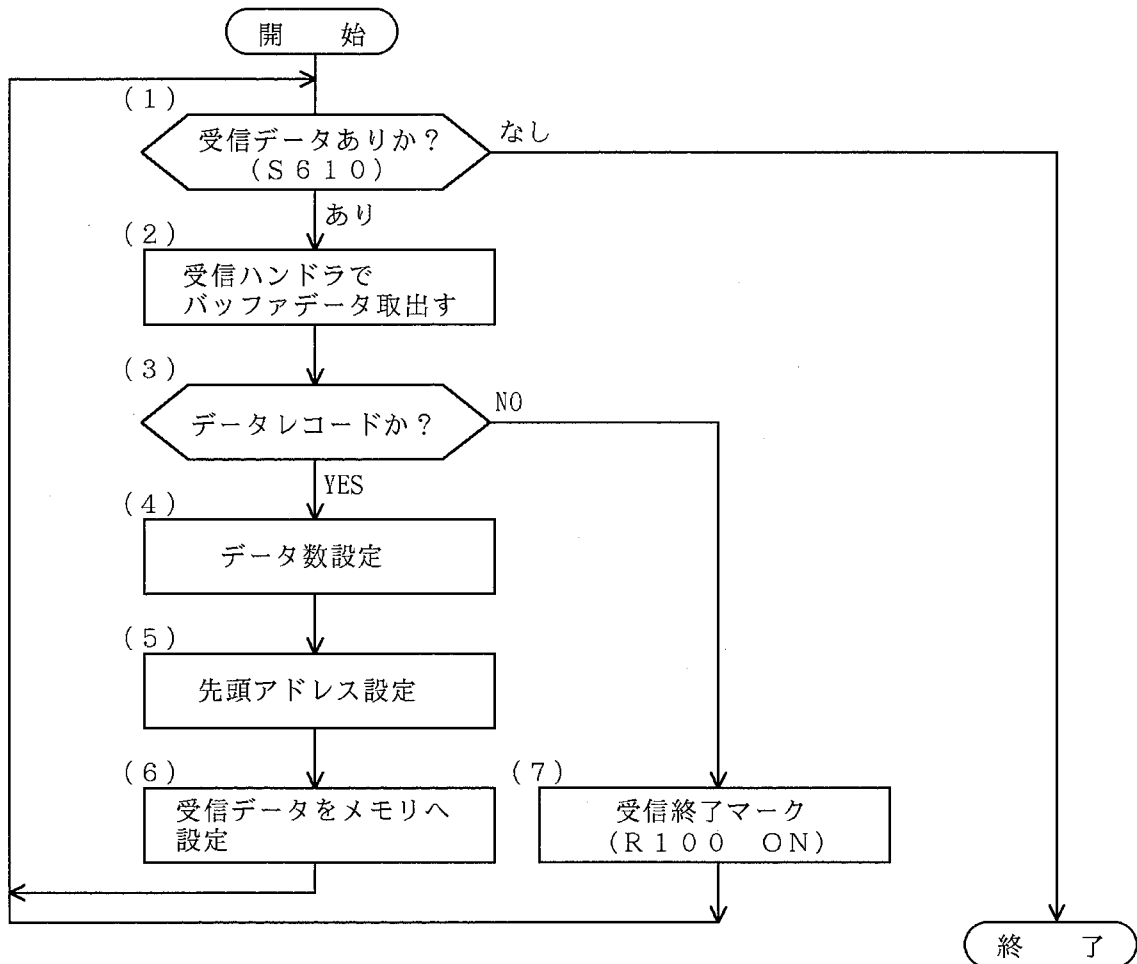 開　始
(1)
受信データありか？
(S610)
なし
あり
(2)
受信ハンドラで
バッファデータ取出す
(3)
データレコードか？
NO
YES
(4)
データ数設定
(5)
先頭アドレス設定
(6)
受信データをメモリへ
設定
(7)
受信終了マーク
(R100　ON)
終　了